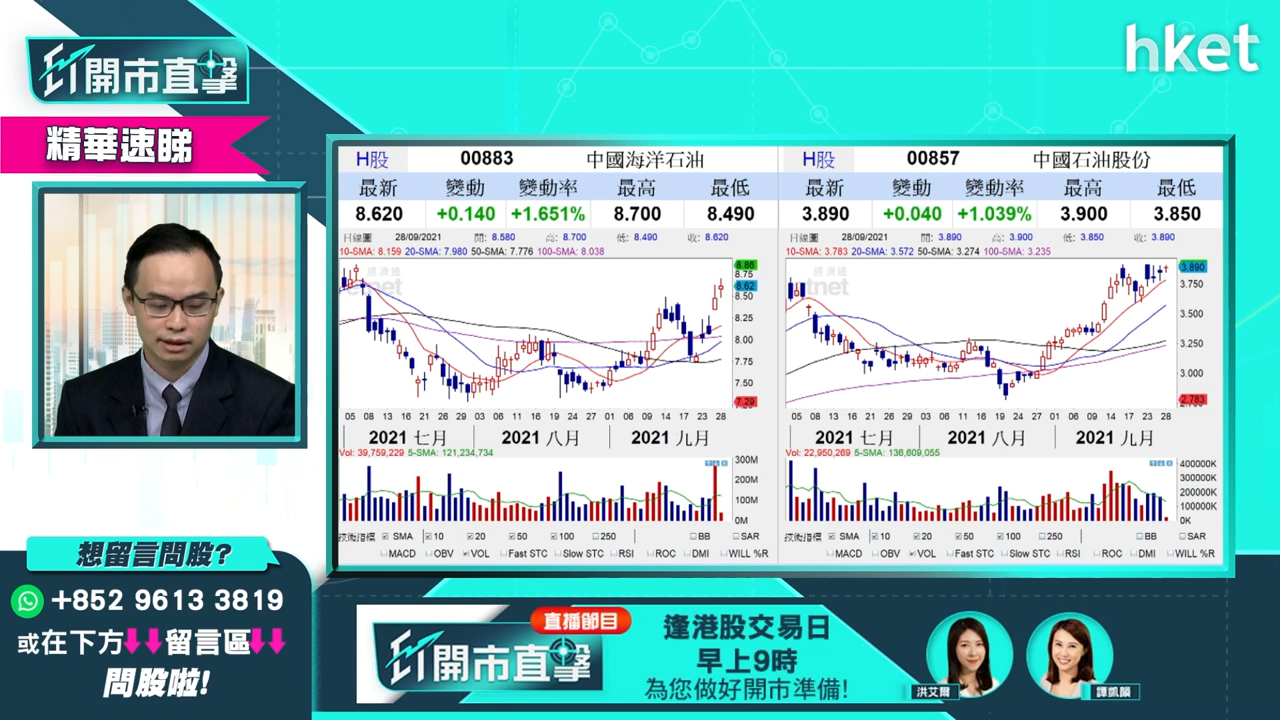 ET開市直擊
hket
精華速睇
H股 00883 中國海洋石油
最新 變動 變動率 最高 最低
8.620 +0.140 +1.651% 8.700 8.490
日線圖 28/09/2021 開: 8.580 高: 8.700 低: 8.490 收: 8.620
10-SMA: 8.159 20-SMA: 7.980 50-SMA: 7.776 100-SMA: 8.038
8.86
8.75
8.62
8.50
8.25
8.00
7.75
7.50
7.29
05 08 13 16 21 26 29 03 06 11 16 19 24 27 01 06 09 14 17 23 28
2021 七月 2021 八月 2021 九月
Vol: 39,759,229 5-SMA: 121,234,734
300M
200M
100M
0M
技術指標 SMA 10 20 50 100 250 BB SAR
MACD OBV VOL Fast STC Slow STC RSI ROC DMI WILL %R
H股 00857 中國石油股份
最新 變動 變動率 最高 最低
3.890 +0.040 +1.039% 3.900 3.850
日線圖 28/09/2021 開: 3.890 高: 3.900 低: 3.850 收: 3.890
10-SMA: 3.783 20-SMA: 3.572 50-SMA: 3.274 100-SMA: 3.235
經濟通
etnet
3.890
3.750
3.500
3.250
3.000
2.783
05 08 13 16 21 26 29 03 06 11 16 19 24 27 01 06 09 14 17 23 28
2021 七月 2021 八月 2021 九月
Vol: 22,950,269 5-SMA: 136,609,055
400000K
300000K
200000K
100000K
0K
技術指標 SMA 10 20 50 100 250 BB SAR
MACD OBV VOL Fast STC Slow STC RSI ROC DMI WILL %R
想留言問股?
+852 9613 3819
或在下方留言區
問股啦!
ET開市直擊
直播節目
逢港股交易日
早上9時
為您做好開市準備!
洪艾爾
譚凱韻